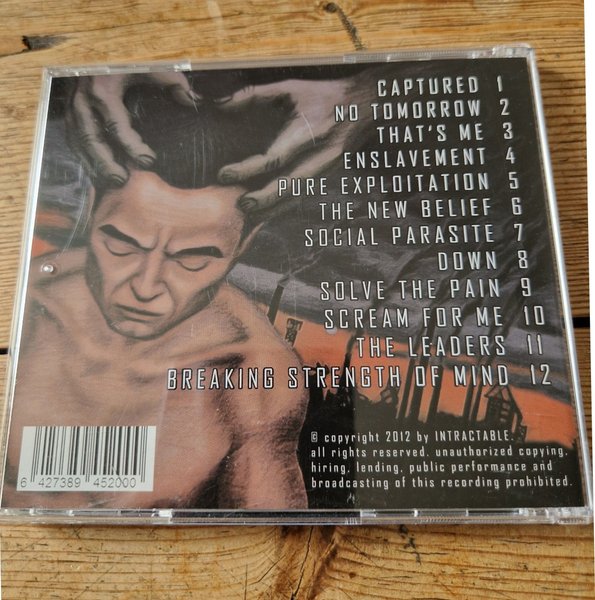 CAPTURED 1
NO TOMORROW 2
THAT'S ME 3
ENSLAVEMENT 4
PURE EXPLOITATION 5
THE NEW BELIEF 6
SOCIAL PARASITE 7
DOWN 8
SOLVE THE PAIN 9
SCREAM FOR ME 10
THE LEADERS 11
BREAKING STRENGTH OF MIND 12
© copyright 2012 by INTRACTABLE.
all rights reserved. unauthorized copying,
hiring, lending, public performance and
broadcasting of this recording prohibited.
6 427389 452000